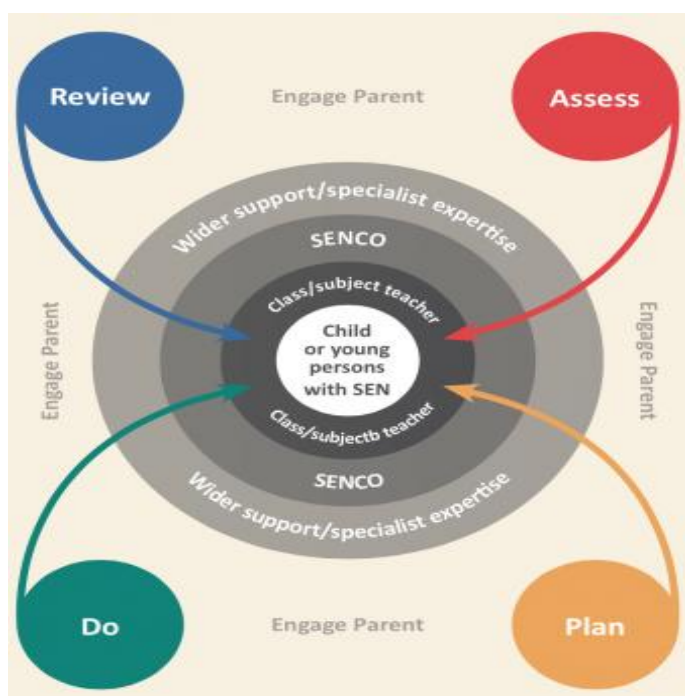 Review
Engage Parent
Assess
Wider support/specialist expertise
SENCO
Class/subject teacher
Engage Parent
Child
or young
persons
with SEN
Engage Parent
Class/subjectb teacher
SENCO
Wider support/specialist expertise
Do
Engage Parent
Plan